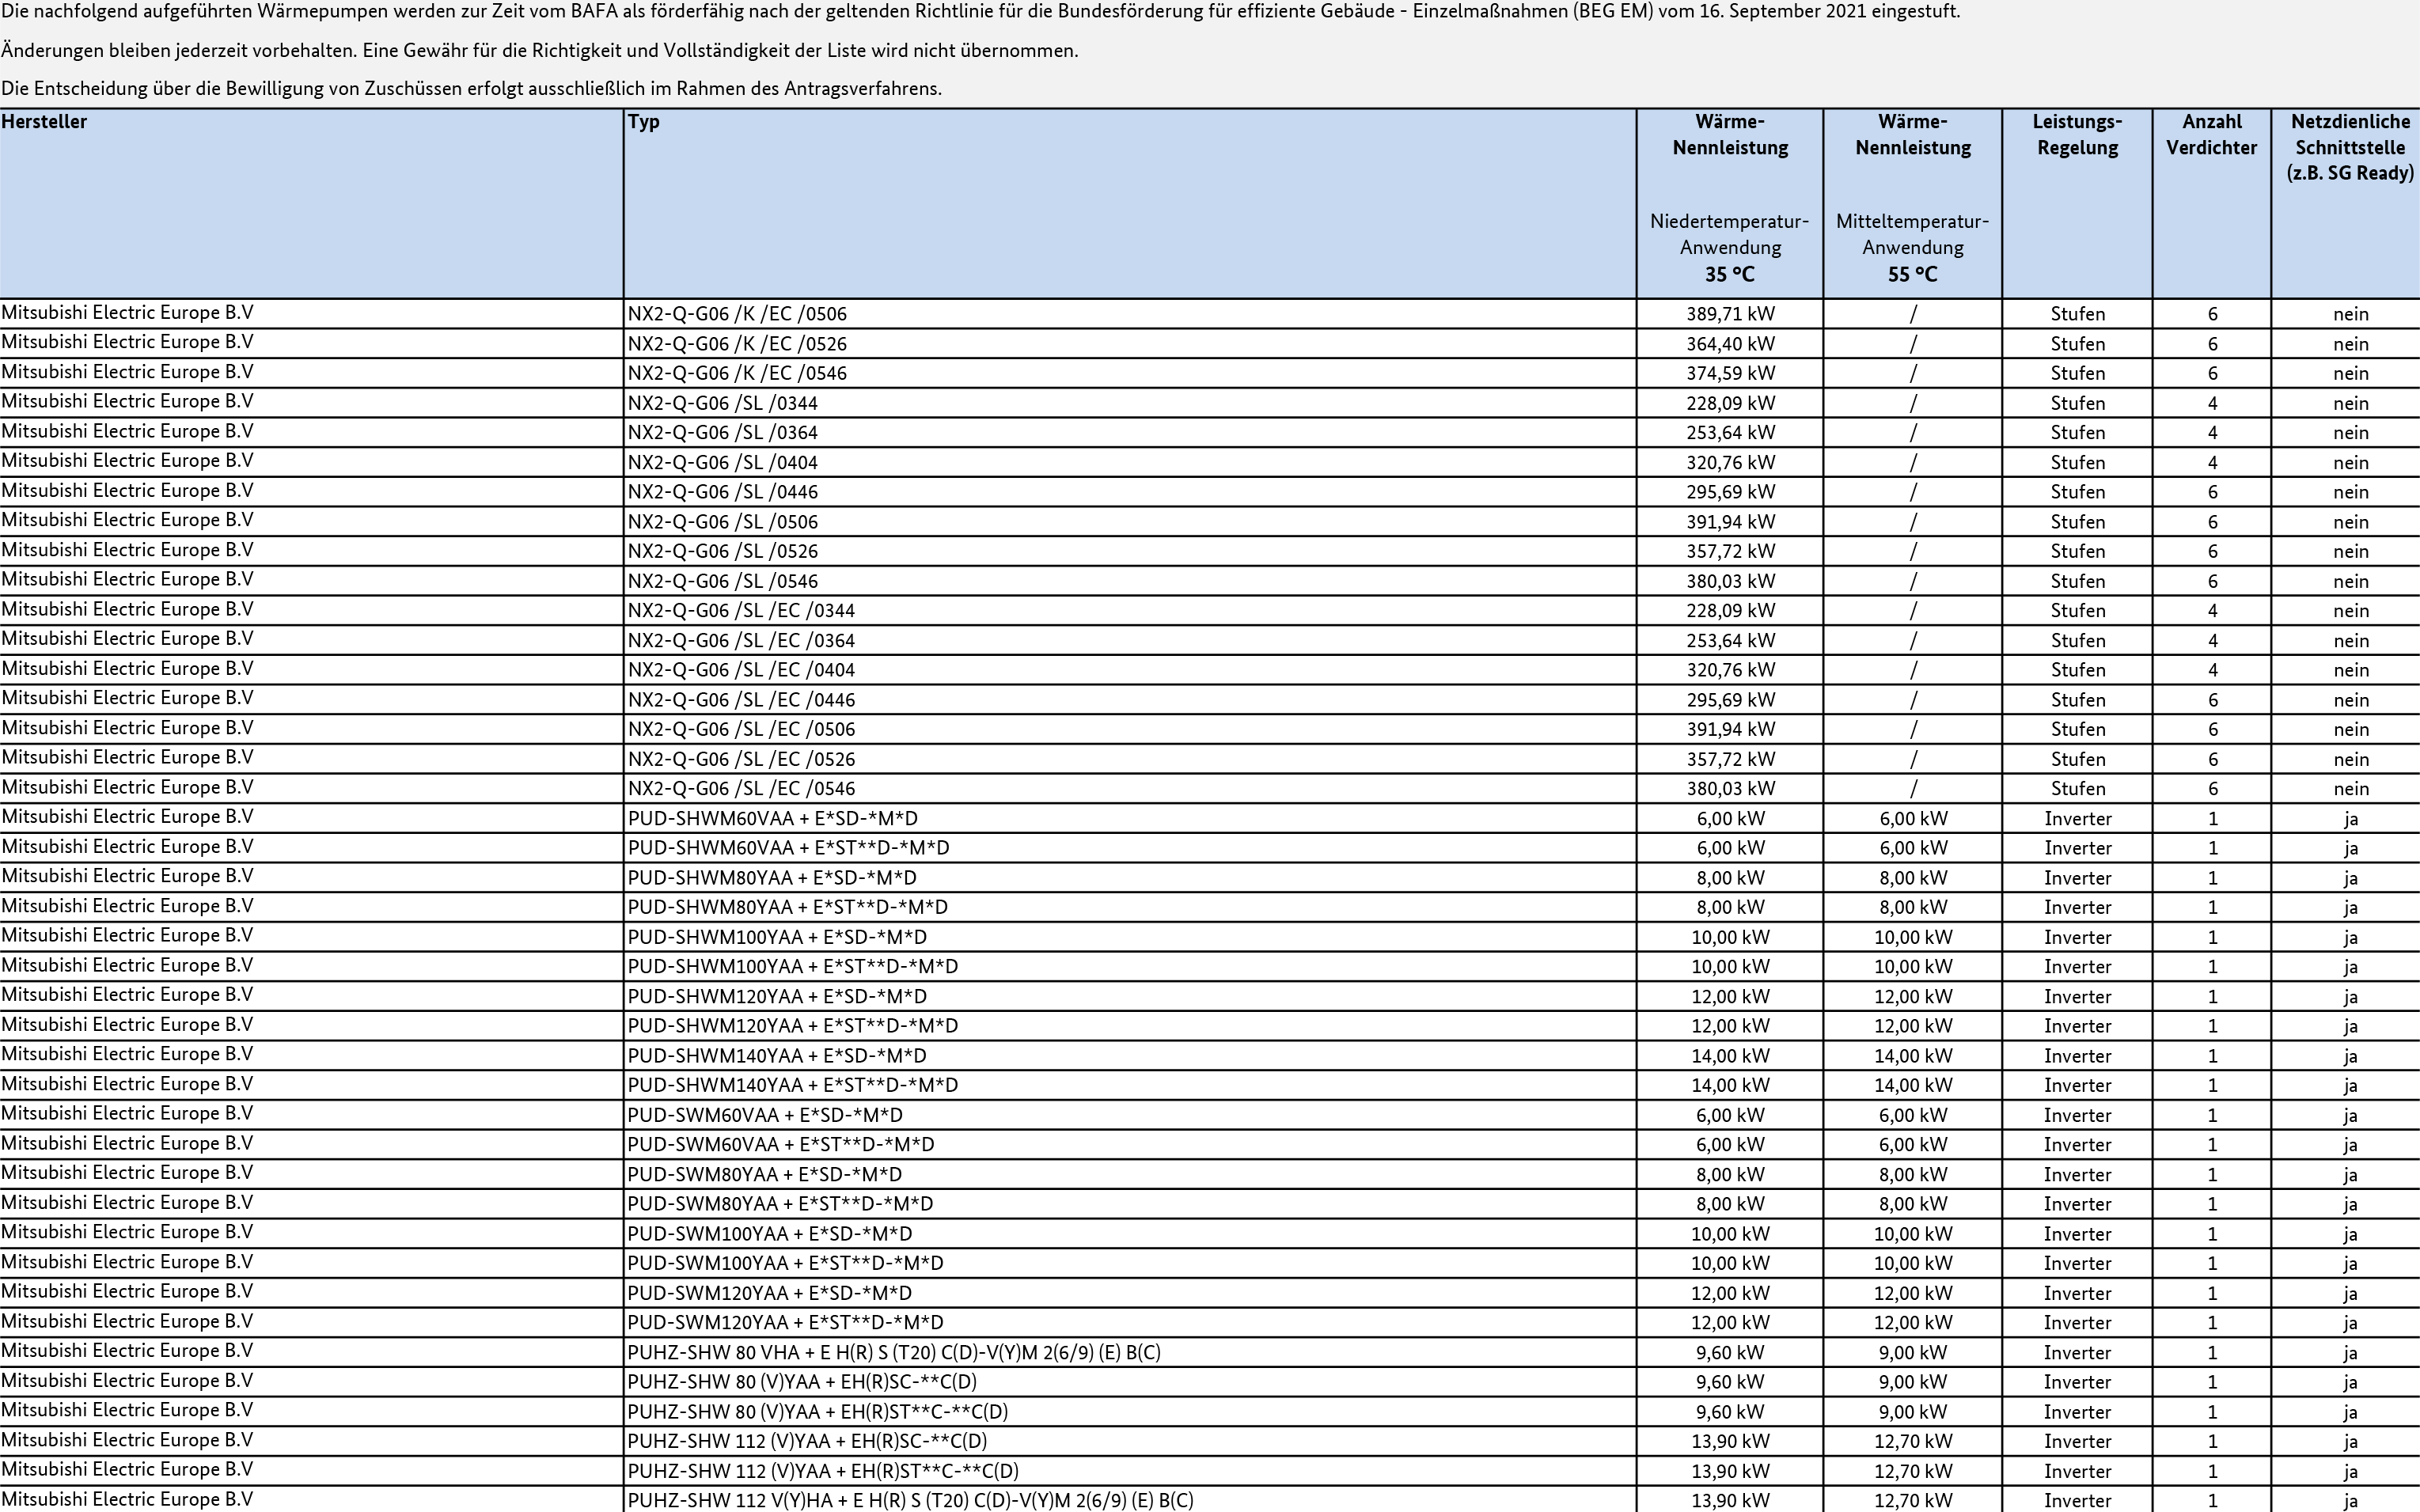 Die nachfolgend aufgeführten Wärmepumpen werden zur Zeit vom BAFA als förderfähig nach der geltenden Richtlinie für die Bundesförderung für effiziente Gebäude - Einzelmaßnahmen (BEG EM) vom 16. September 2021 eingestuft.
Änderungen bleiben jederzeit vorbehalten. Eine Gewähr für die Richtigkeit und Vollständigkeit der Liste wird nicht übernommen.
Die Entscheidung über die Bewilligung von Zuschüssen erfolgt ausschließlich im Rahmen des Antragsverfahrens.
Hersteller Typ Wärme- Wärme- Leistungs- Anzahl Netzdienliche
Nennleistung Nennleistung Regelung Verdichter Schnittstelle
(z.B. SG Ready)
Niedertemperatur- Mitteltemperatur-
Anwendung Anwendung
35 °C 55 °C
Mitsubishi Electric Europe B.V NX2-Q-G06 /K /EC /0506 389,71 kW / Stufen 6 nein
Mitsubishi Electric Europe B.V NX2-Q-G06 /K /EC /0526 364,40 kW / Stufen 6 nein
Mitsubishi Electric Europe B.V NX2-Q-G06 /K /EC /0546 374,59 kW / Stufen 6 nein
Mitsubishi Electric Europe B.V NX2-Q-G06 /SL /0344 228,09 kW / Stufen 4 nein
Mitsubishi Electric Europe B.V NX2-Q-G06 /SL /0364 253,64 kW / Stufen 4 nein
Mitsubishi Electric Europe B.V NX2-Q-G06 /SL /0404 320,76 kW / Stufen 4 nein
Mitsubishi Electric Europe B.V NX2-Q-G06 /SL /0446 295,69 kW / Stufen 6 nein
Mitsubishi Electric Europe B.V NX2-Q-G06 /SL /0506 391,94 kW / Stufen 6 nein
Mitsubishi Electric Europe B.V NX2-Q-G06 /SL /0526 357,72 kW / Stufen 6 nein
Mitsubishi Electric Europe B.V NX2-Q-G06 /SL /0546 380,03 kW / Stufen 6 nein
Mitsubishi Electric Europe B.V NX2-Q-G06 /SL /EC /0344 228,09 kW / Stufen 4 nein
Mitsubishi Electric Europe B.V NX2-Q-G06 /SL /EC /0364 253,64 kW / Stufen 4 nein
Mitsubishi Electric Europe B.V NX2-Q-G06 /SL /EC /0404 320,76 kW / Stufen 4 nein
Mitsubishi Electric Europe B.V NX2-Q-G06 /SL /EC /0446 295,69 kW / Stufen 6 nein
Mitsubishi Electric Europe B.V NX2-Q-G06 /SL /EC /0506 391,94 kW / Stufen 6 nein
Mitsubishi Electric Europe B.V NX2-Q-G06 /SL /EC /0526 357,72 kW / Stufen 6 nein
Mitsubishi Electric Europe B.V NX2-Q-G06 /SL /EC /0546 380,03 kW / Stufen 6 nein
Mitsubishi Electric Europe B.V PUD-SHWM60VAA + E*SD-*M*D 6,00 kW 6,00 kW Inverter 1 ja
Mitsubishi Electric Europe B.V PUD-SHWM60VAA + E*ST**D-*M*D 6,00 kW 6,00 kW Inverter 1 ja
Mitsubishi Electric Europe B.V PUD-SHWM80YAA + E*SD-*M*D 8,00 kW 8,00 kW Inverter 1 ja
Mitsubishi Electric Europe B.V PUD-SHWM80YAA + E*ST**D-*M*D 8,00 kW 8,00 kW Inverter 1 ja
Mitsubishi Electric Europe B.V PUD-SHWM100YAA + E*SD-*M*D 10,00 kW 10,00 kW Inverter 1 ja
Mitsubishi Electric Europe B.V PUD-SHWM100YAA + E*ST**D-*M*D 10,00 kW 10,00 kW Inverter 1 ja
Mitsubishi Electric Europe B.V PUD-SHWM120YAA + E*SD-*M*D 12,00 kW 12,00 kW Inverter 1 ja
Mitsubishi Electric Europe B.V PUD-SHWM120YAA + E*ST**D-*M*D 12,00 kW 12,00 kW Inverter 1 ja
Mitsubishi Electric Europe B.V PUD-SHWM140YAA + E*SD-*M*D 14,00 kW 14,00 kW Inverter 1 ja
Mitsubishi Electric Europe B.V PUD-SHWM140YAA + E*ST**D-*M*D 14,00 kW 14,00 kW Inverter 1 ja
Mitsubishi Electric Europe B.V PUD-SWM60VAA + E*SD-*M*D 6,00 kW 6,00 kW Inverter 1 ja
Mitsubishi Electric Europe B.V PUD-SWM60VAA + E*ST**D-*M*D 6,00 kW 6,00 kW Inverter 1 ja
Mitsubishi Electric Europe B.V PUD-SWM80YAA + E*SD-*M*D 8,00 kW 8,00 kW Inverter 1 ja
Mitsubishi Electric Europe B.V PUD-SWM80YAA + E*ST**D-*M*D 8,00 kW 8,00 kW Inverter 1 ja
Mitsubishi Electric Europe B.V PUD-SWM100YAA + E*SD-*M*D 10,00 kW 10,00 kW Inverter 1 ja
Mitsubishi Electric Europe B.V PUD-SWM100YAA + E*ST**D-*M*D 10,00 kW 10,00 kW Inverter 1 ja
Mitsubishi Electric Europe B.V PUD-SWM120YAA + E*SD-*M*D 12,00 kW 12,00 kW Inverter 1 ja
Mitsubishi Electric Europe B.V PUD-SWM120YAA + E*ST**D-*M*D 12,00 kW 12,00 kW Inverter 1 ja
Mitsubishi Electric Europe B.V PUHZ-SHW 80 VHA + E H(R) S (T20) C(D)-V(Y)M 2(6/9) (E) B(C) 9,60 kW 9,00 kW Inverter 1 ja
Mitsubishi Electric Europe B.V PUHZ-SHW 80 (V)YAA + EH(R)SC-**C(D) 9,60 kW 9,00 kW Inverter 1 ja
Mitsubishi Electric Europe B.V PUHZ-SHW 80 (V)YAA + EH(R)ST**C-**C(D) 9,60 kW 9,00 kW Inverter 1 ja
Mitsubishi Electric Europe B.V PUHZ-SHW 112 (V)YAA + EH(R)SC-**C(D) 13,90 kW 12,70 kW Inverter 1 ja
Mitsubishi Electric Europe B.V PUHZ-SHW 112 (V)YAA + EH(R)ST**C-**C(D) 13,90 kW 12,70 kW Inverter 1 ja
Mitsubishi Electric Europe B.V PUHZ-SHW 112 V(Y)HA + E H(R) S (T20) C(D)-V(Y)M 2(6/9) (E) B(C) 13,90 kW 12,70 kW Inverter 1 ja